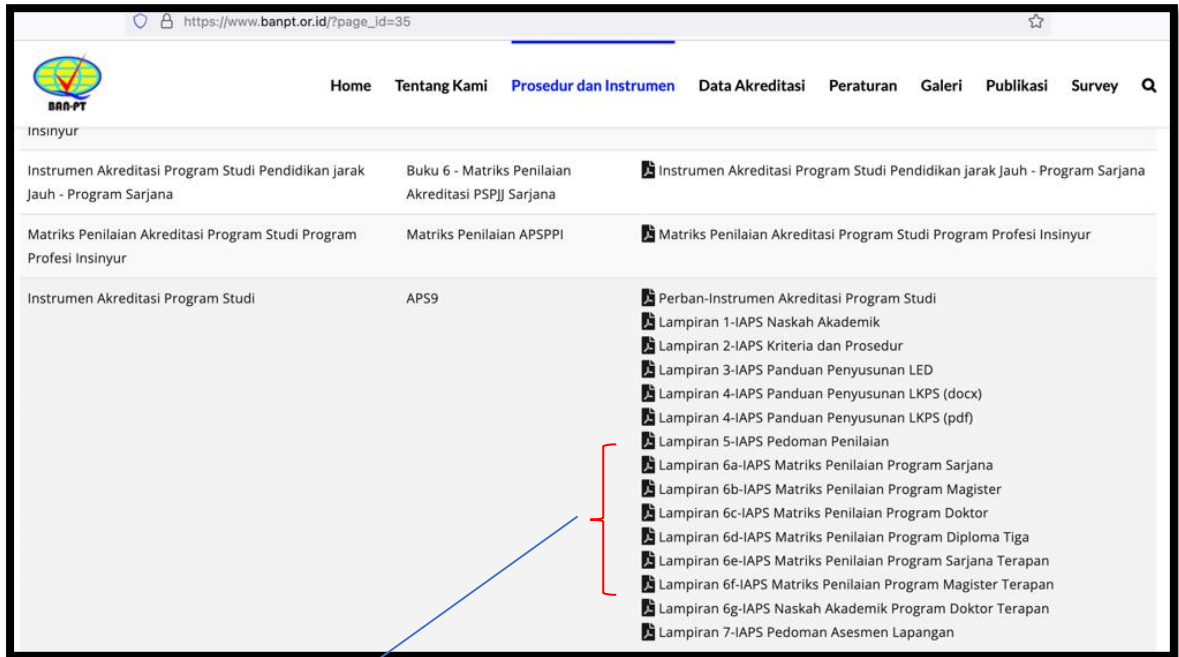 https://www.banpt.or.id/?page_id=35
BAN-PT
Home Tentang Kami Prosedur dan Instrumen Data Akreditasi Peraturan Galeri Publikasi Survey
Insinyur
Instrumen Akreditasi Program Studi Pendidikan jarak Jauh - Program Sarjana
Buku 6 - Matriks Penilaian Akreditasi PSPJJ Sarjana
Instrumen Akreditasi Program Studi Pendidikan jarak Jauh - Program Sarjana
Matriks Penilaian Akreditasi Program Studi Program Profesi Insinyur
Matriks Penilaian APSPPI
Matriks Penilaian Akreditasi Program Studi Program Profesi Insinyur
Instrumen Akreditasi Program Studi
APS9
Perban-Instrumen Akreditasi Program Studi
Lampiran 1-IAPS Naskah Akademik
Lampiran 2-IAPS Kriteria dan Prosedur
Lampiran 3-IAPS Panduan Penyusunan LED
Lampiran 4-IAPS Panduan Penyusunan LKPS (docx)
Lampiran 4-IAPS Panduan Penyusunan LKPS (pdf)
Lampiran 5-IAPS Pedoman Penilaian
Lampiran 6a-IAPS Matriks Penilaian Program Sarjana
Lampiran 6b-IAPS Matriks Penilaian Program Magister
Lampiran 6c-IAPS Matriks Penilaian Program Doktor
Lampiran 6d-IAPS Matriks Penilaian Program Diploma Tiga
Lampiran 6e-IAPS Matriks Penilaian Program Sarjana Terapan
Lampiran 6f-IAPS Matriks Penilaian Program Magister Terapan
Lampiran 6g-IAPS Naskah Akademik Program Doktor Terapan
Lampiran 7-IAPS Pedoman Asesmen Lapangan